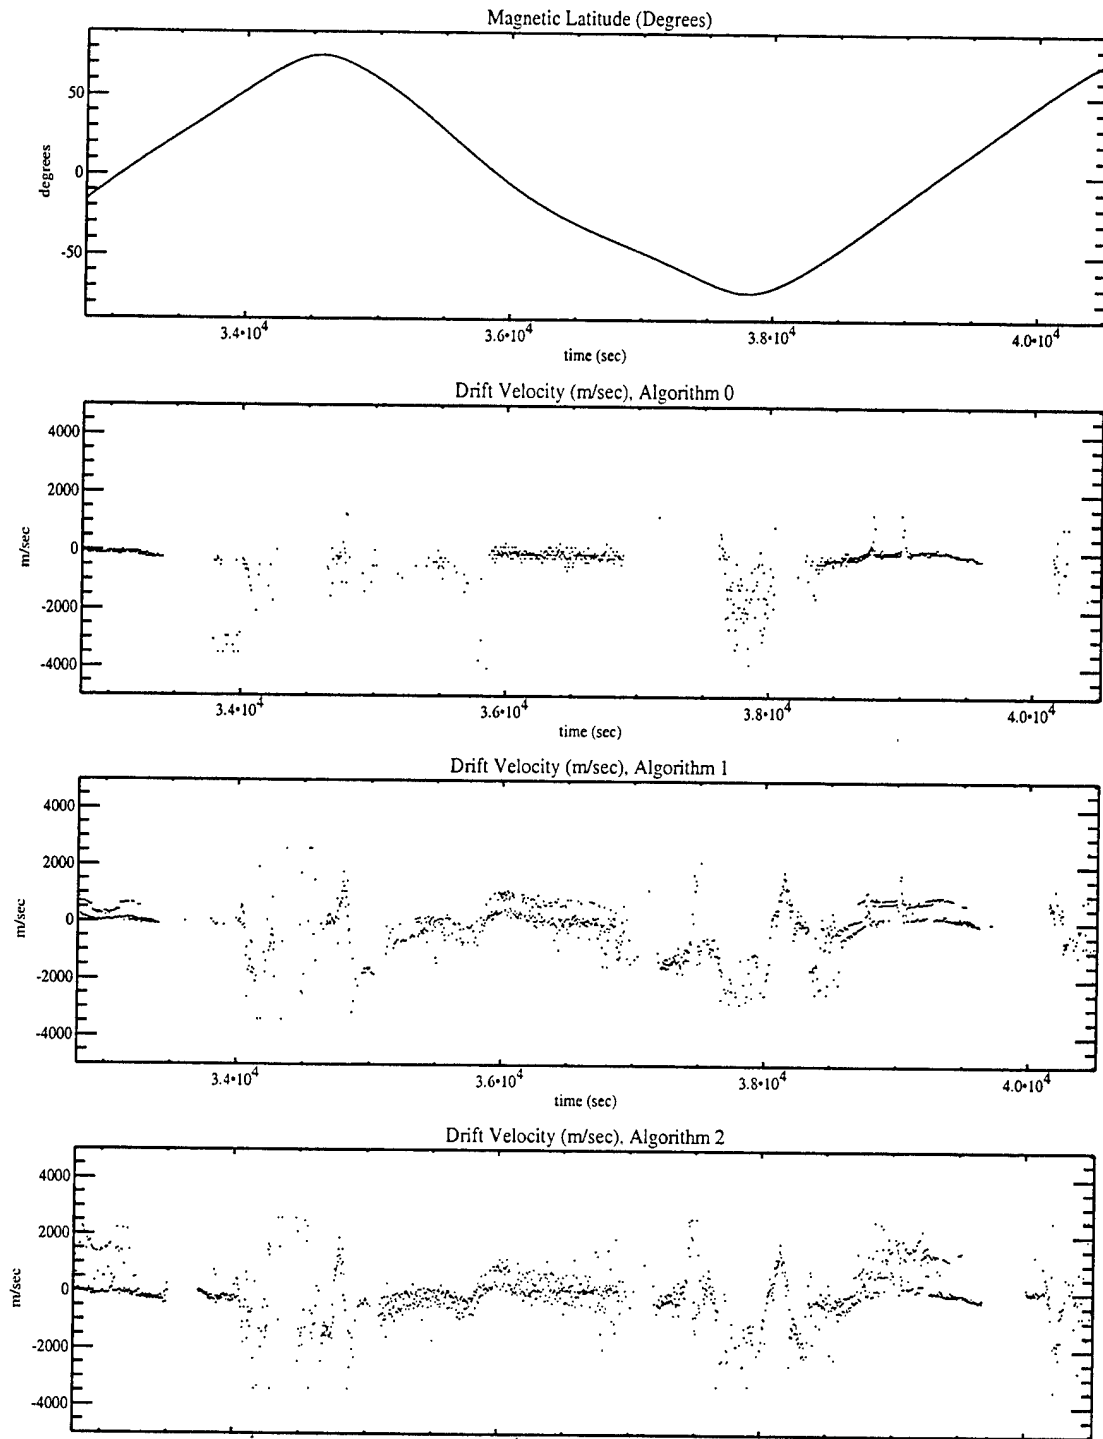 Magnetic Latitude (Degrees)
50
0
-50
degrees
3.4•10⁴ 3.6•10⁴ 3.8•10⁴ 4.0•10⁴
time (sec)
Drift Velocity (m/sec), Algorithm 0
4000
2000
0
-2000
-4000
m/sec
3.4•10⁴ 3.6•10⁴ 3.8•10⁴ 4.0•10⁴
time (sec)
Drift Velocity (m/sec), Algorithm 1
4000
2000
0
-2000
-4000
m/sec
3.4•10⁴ 3.6•10⁴ 3.8•10⁴ 4.0•10⁴
time (sec)
Drift Velocity (m/sec), Algorithm 2
4000
2000
0
-2000
-4000
m/sec